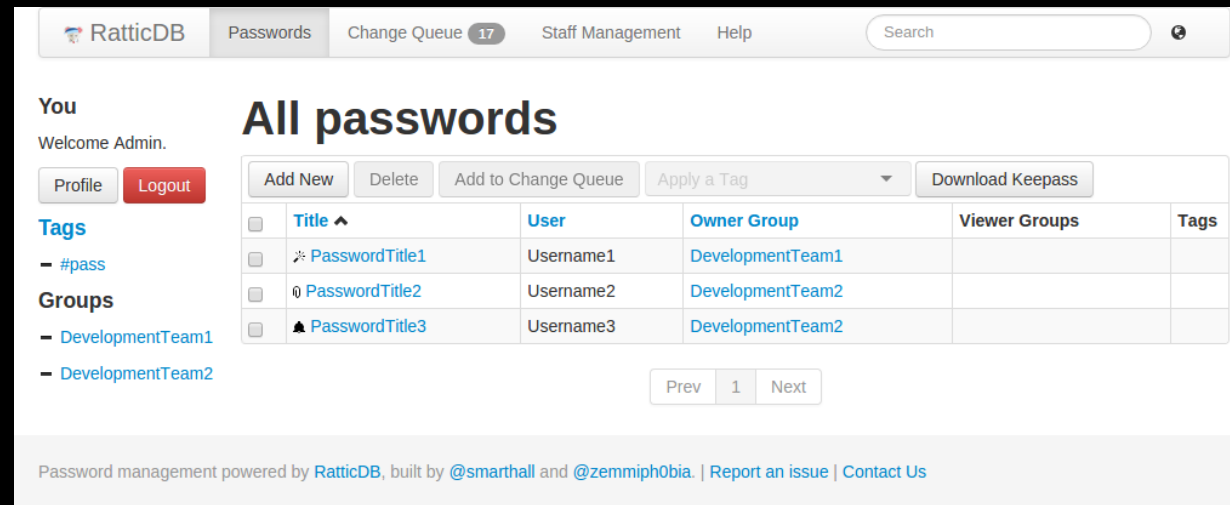 RatticDB Passwords Change Queue 17 Staff Management Help Search
You
Welcome Admin.
Profile Logout
Tags
#pass
Groups
DevelopmentTeam1
DevelopmentTeam2
All passwords
Add New Delete Add to Change Queue Apply a Tag Download Keepass
Title User Owner Group Viewer Groups Tags
PasswordTitle1 Username1 DevelopmentTeam1
PasswordTitle2 Username2 DevelopmentTeam2
PasswordTitle3 Username3 DevelopmentTeam2
Prev 1 Next
Password management powered by RatticDB, built by @smarthall and @zemmiph0bia. | Report an issue | Contact Us